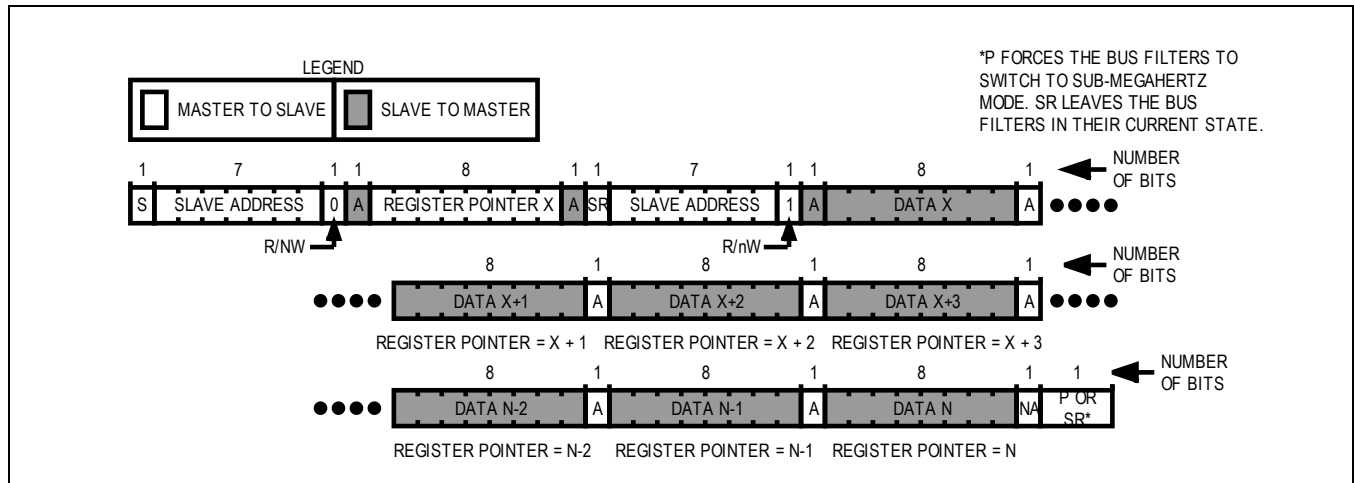 LEGEND
MASTER TO SLAVE SLAVE TO MASTER
*P FORCES THE BUS FILTERS TO
SWITCH TO SUB-MEGAHERTZ
MODE. SR LEAVES THE BUS
FILTERS IN THEIR CURRENT STATE.
1 7 1 1 8 1 1 7 1 1 8 1
NUMBER
OF BITS
S SLAVE ADDRESS 0 A REGISTER POINTER X A SR SLAVE ADDRESS 1 A DATA X A
R/NW R/nW
8 1 8 1 8 1
NUMBER
OF BITS
DATA X+1 A DATA X+2 A DATA X+3 A
REGISTER POINTER = X + 1 REGISTER POINTER = X + 2 REGISTER POINTER = X + 3
8 1 8 1 8 1 1
NUMBER
OF BITS
DATA N-2 A DATA N-1 A DATA N NA P OR
SR*
REGISTER POINTER = N-2 REGISTER POINTER = N-1 REGISTER POINTER = N